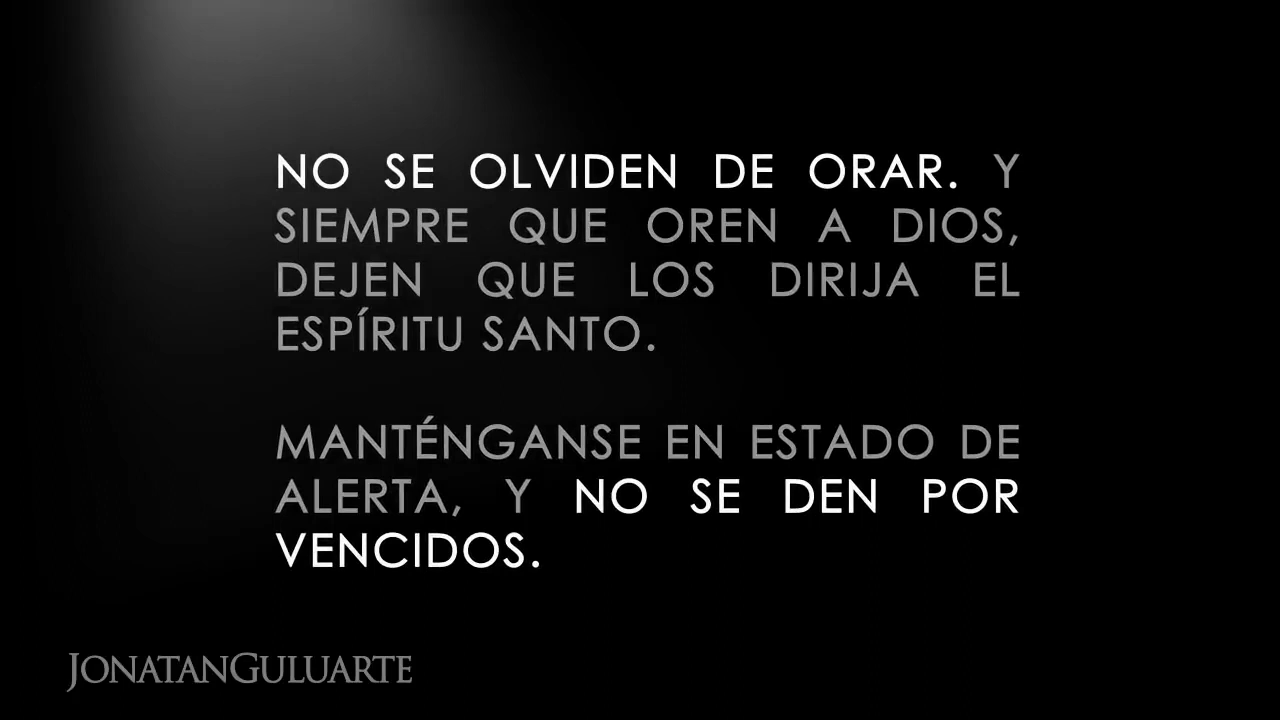 NO SE OLVIDEN DE ORAR. Y
SIEMPRE QUE OREN A DIOS,
DEJEN QUE LOS DIRIJA EL
ESPÍRITU SANTO.
MANTÉNGANSE EN ESTADO DE
ALERTA, Y NO SE DEN POR
VENCIDOS.
JONATANGULUARTE